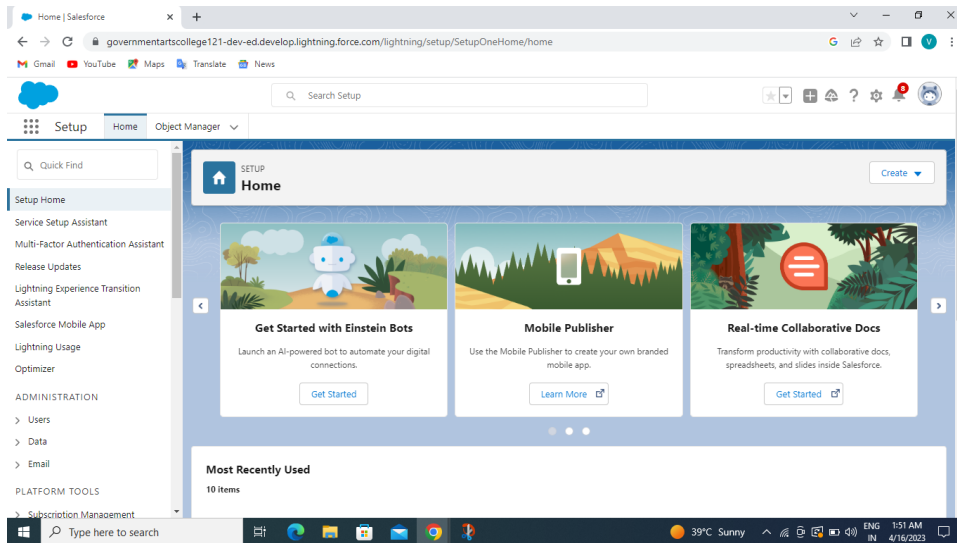 Home | Salesforce
governmentartscollege121-dev-ed.develop.lightning.force.com/lightning/setup/SetupOneHome/home
G
V
Gmail YouTube Maps Translate News
Search Setup
8
Setup Home Object Manager
Quick Find
Setup Home
Service Setup Assistant
Multi-Factor Authentication Assistant
Release Updates
Lightning Experience Transition
Assistant
Salesforce Mobile App
Lightning Usage
Optimizer
ADMINISTRATION
Users
Data
Email
PLATFORM TOOLS
Subscription Management
SETUP
Home
Create
Get Started with Einstein Bots
Launch an AI-powered bot to automate your digital
connections.
Get Started
Mobile Publisher
Use the Mobile Publisher to create your own branded
mobile app.
Learn More
Real-time Collaborative Docs
Transform productivity with collaborative docs,
spreadsheets, and slides inside Salesforce.
Get Started
Most Recently Used
10 items
Type here to search
39°C Sunny
ENG
IN
1:51 AM
4/16/2023